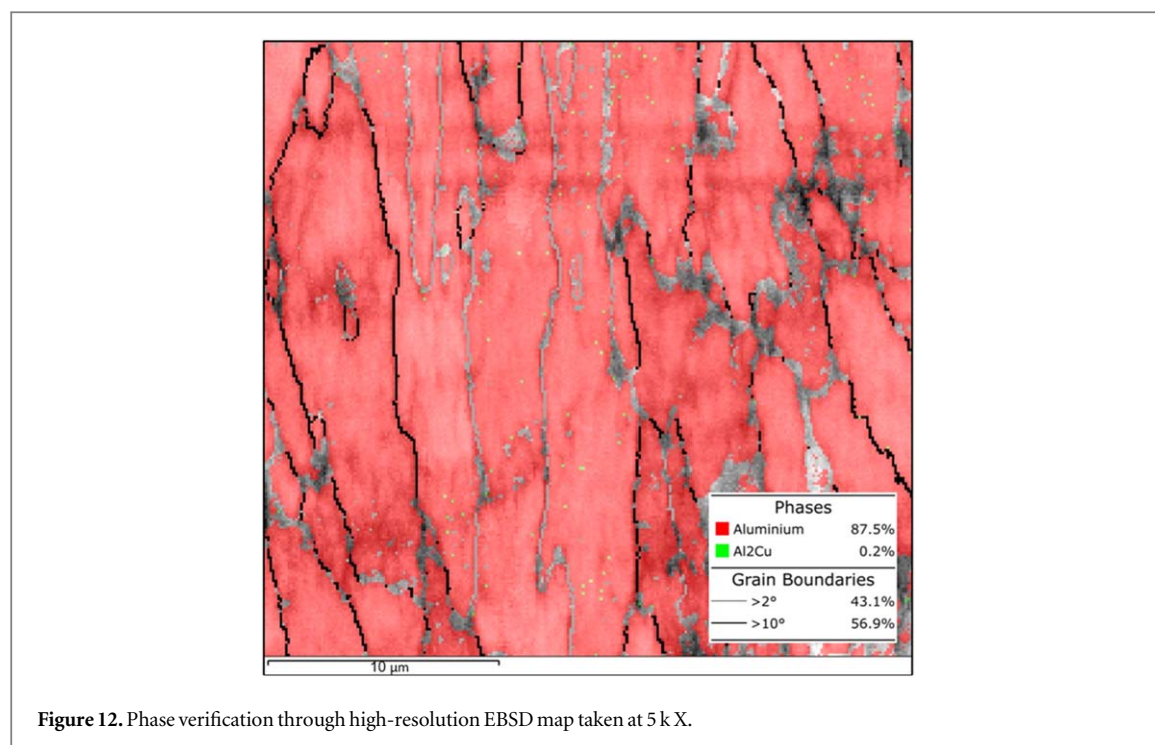 Phases
Aluminium 87.5%
Al2Cu 0.2%
Grain Boundaries
>2° 43.1%
>10° 56.9%
10 μm
Figure 12. Phase verification through high-resolution EBSD map taken at 5 k X.